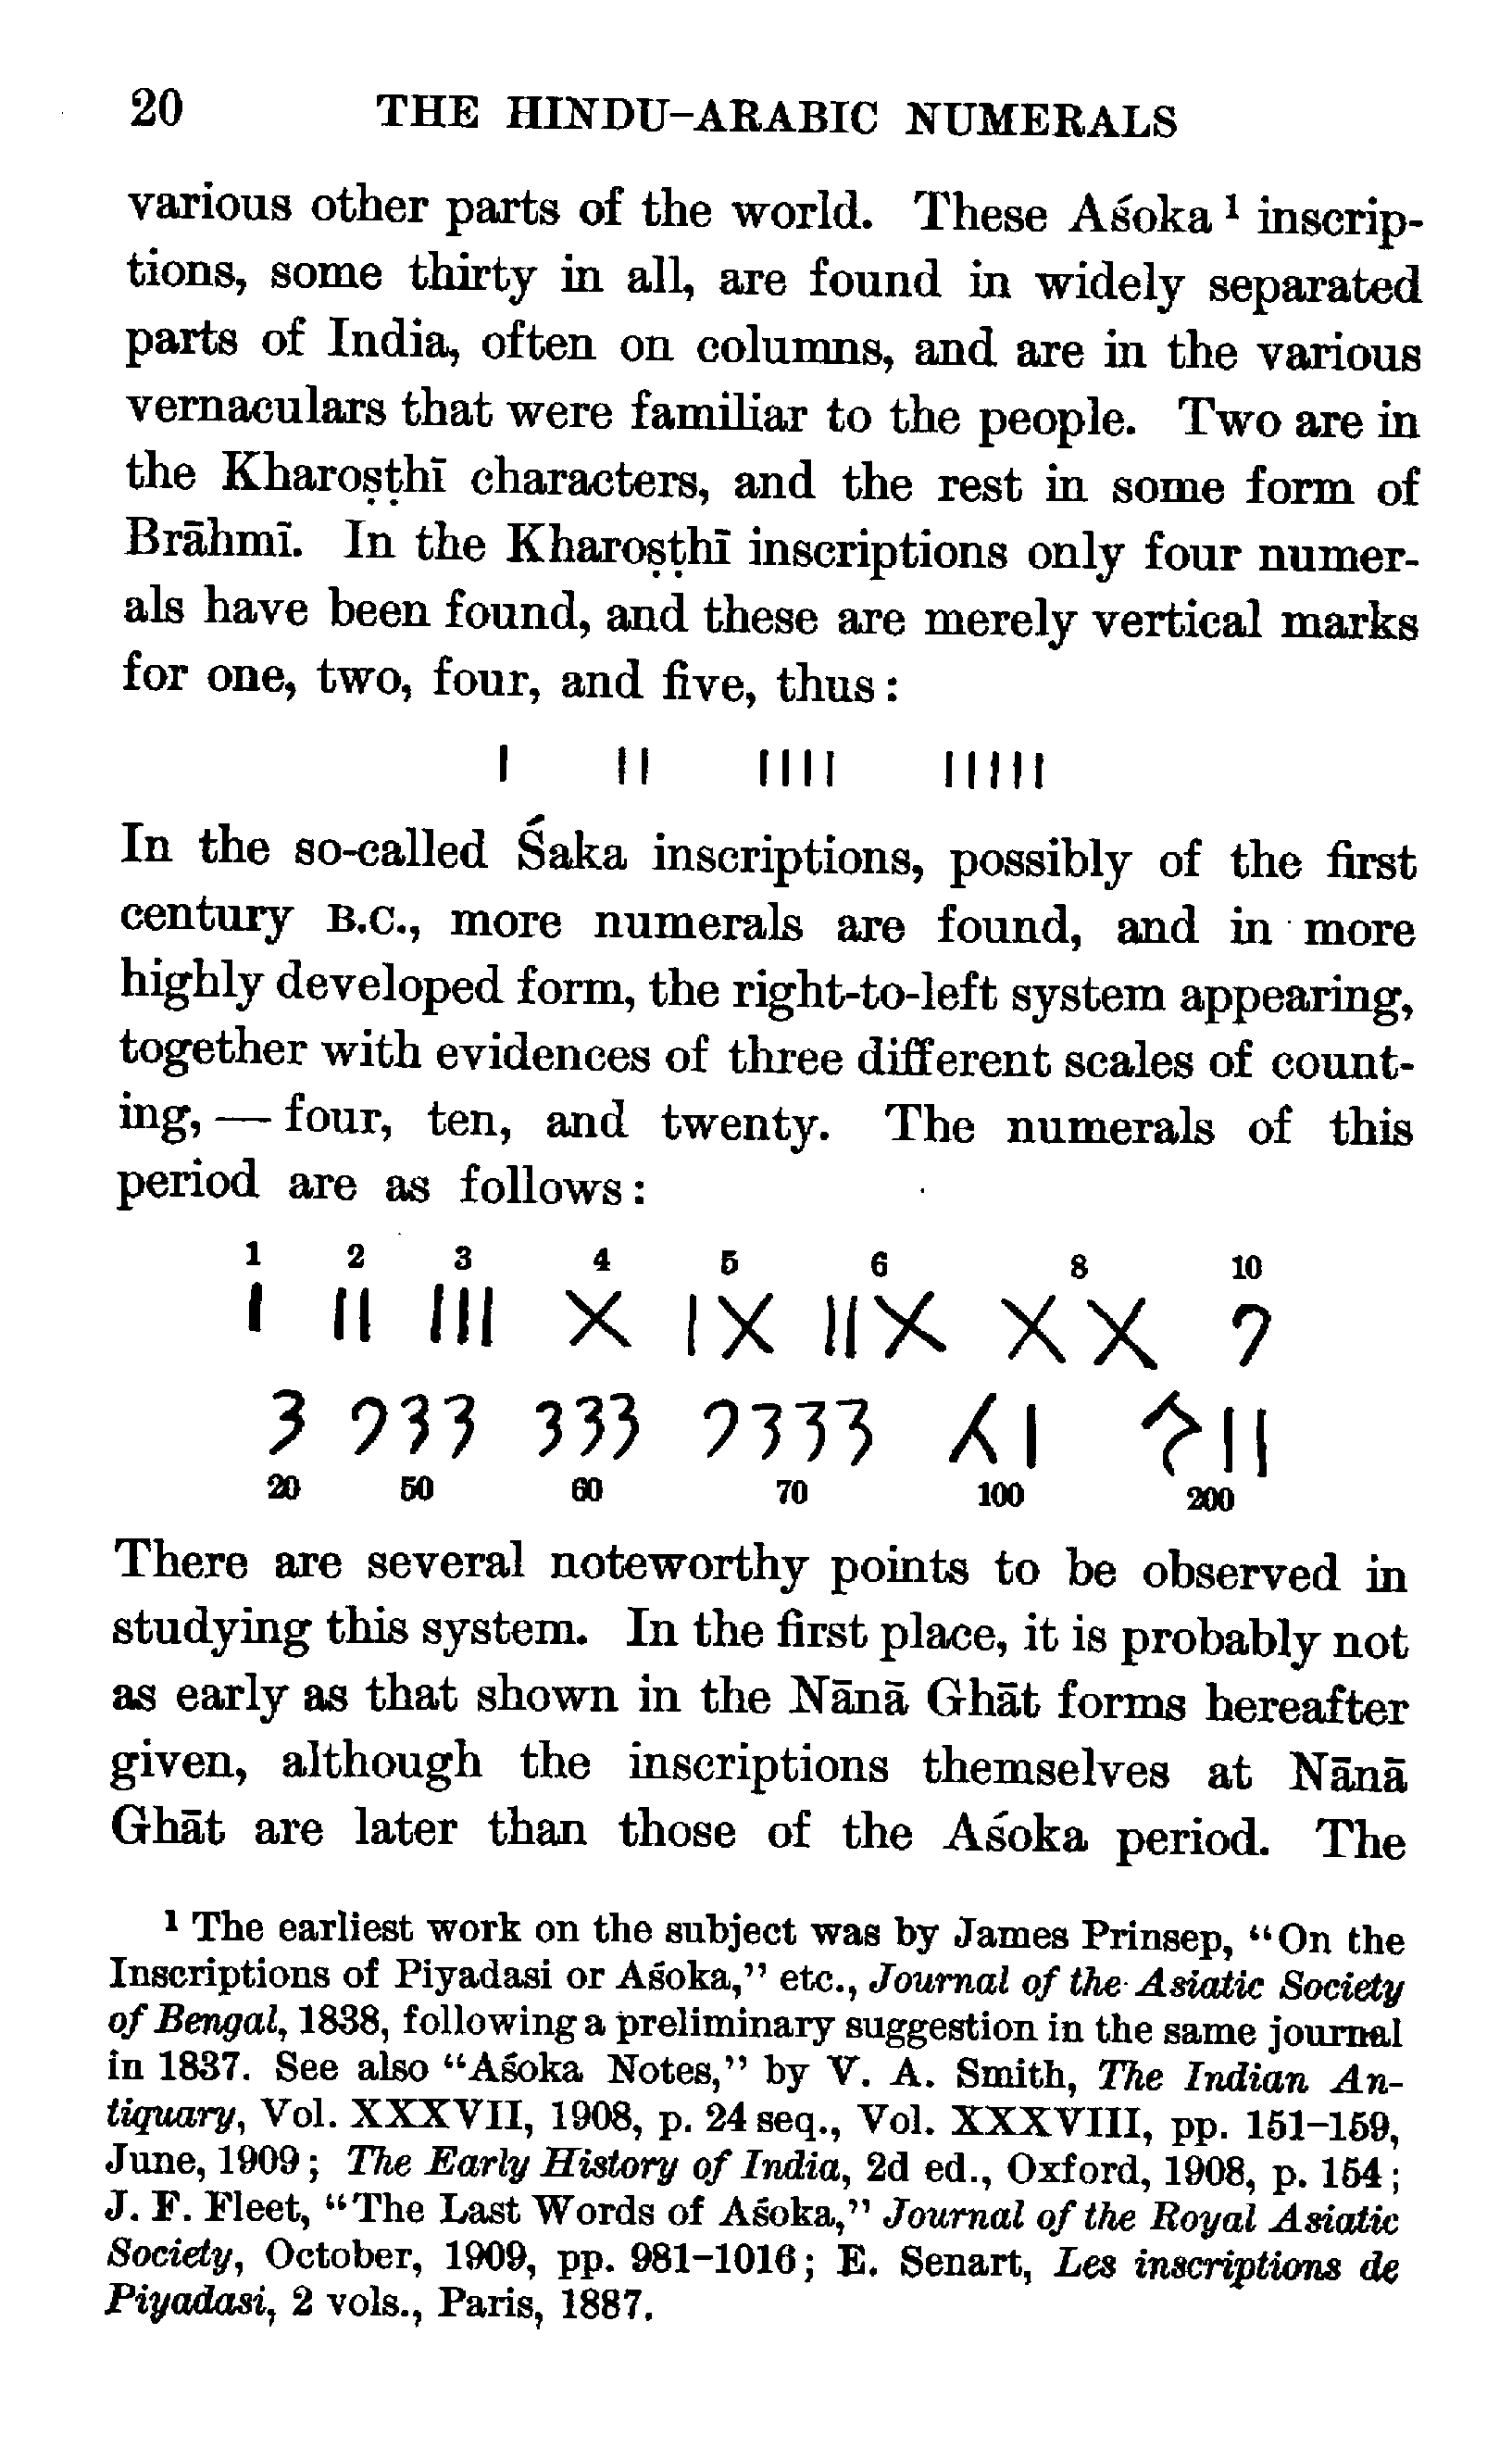 20 THE HINDU-ARABIC NUMERALS
various other parts of the world. These Aśoka ¹ inscrip-
tions, some thirty in all, are found in widely separated
parts of India, often on columns, and are in the various
vernaculars that were familiar to the people. Two are in
the Kharoṣṭhī characters, and the rest in some form of
Brāhmī. In the Kharoṣṭhī inscriptions only four numer-
als have been found, and these are merely vertical marks
for one, two, four, and five, thus:
| || |||| |||||
In the so-called Śaka inscriptions, possibly of the first
century B.C., more numerals are found, and in more
highly developed form, the right-to-left system appearing,
together with evidences of three different scales of count-
ing, — four, ten, and twenty. The numerals of this
period are as follows:
1 2 3 4 5 6 8 10
| || ||| X IX IIX XX 𐩄
20 50 60 70 100 200
There are several noteworthy points to be observed in
studying this system. In the first place, it is probably not
as early as that shown in the Nānā Ghāt forms hereafter
given, although the inscriptions themselves at Nānā
Ghāt are later than those of the Aśoka period. The
¹ The earliest work on the subject was by James Prinsep, "On the
Inscriptions of Piyadasi or Aśoka," etc., Journal of the Asiatic Society
of Bengal, 1838, following a preliminary suggestion in the same journal
in 1837. See also "Aśoka Notes," by V. A. Smith, The Indian An-
tiquary, Vol. XXXVII, 1908, p. 24 seq., Vol. XXXVIII, pp. 151–159,
June, 1909; The Early History of India, 2d ed., Oxford, 1908, p. 154;
J. F. Fleet, "The Last Words of Aśoka," Journal of the Royal Asiatic
Society, October, 1909, pp. 981–1016; E. Senart, Les inscriptions de
Piyadasi, 2 vols., Paris, 1887.